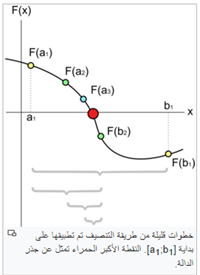 F(x)
F(a₁)
F(a₂)
F(a₃)
b₁
x
a₁
F(b₂)
F(b₁)
خطوات قليلة من طريقة التنصيف تم تطبيقها على
بداية [a₁;b₁]. النقطة الأكبر الحمراء تمثل عن جذر
الدالة.